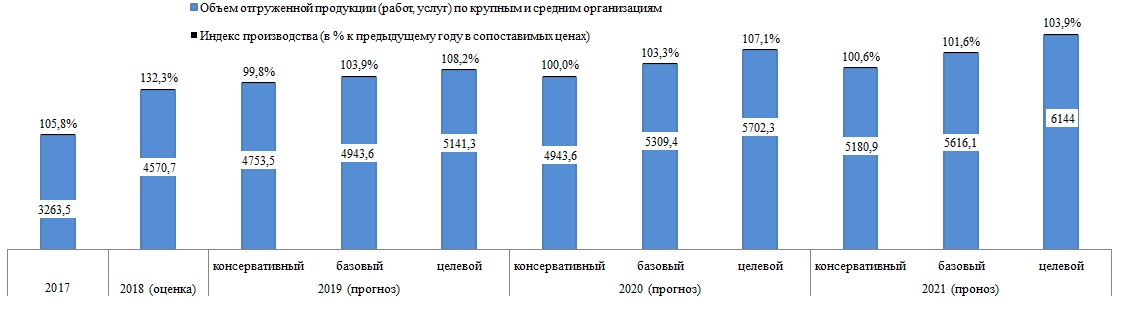 Объем отгруженной продукции (работ, услуг) по крупным и средним организациям
Индекс производства (в % к предыдущему году в сопоставимых ценах)
105,8% 132,3% 99,8% 103,9% 108,2% 100,0% 103,3% 107,1% 100,6% 101,6% 103,9%
3263,5 4570,7 4753,5 4943,6 5141,3 4943,6 5309,4 5702,3 5180,9 5616,1 6144
консервативный базовый целевой консервативный базовый целевой консервативный базовый целевой
2017 2018 (оценка) 2019 (прогноз) 2020 (прогноз) 2021 (проноз)